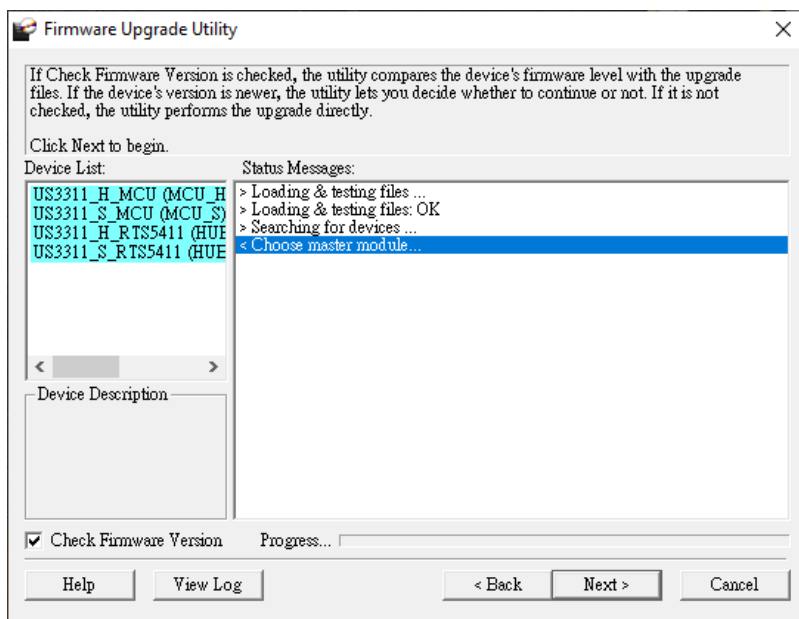 Firmware Upgrade Utility
If Check Firmware Version is checked, the utility compares the device's firmware level with the upgrade
files. If the device's version is newer, the utility lets you decide whether to continue or not. If it is not
checked, the utility performs the upgrade directly.
Click Next to begin.
Device List:
US3311_H_MCU (MCU_H
US3311_S_MCU (MCU_S)
US3311_H_RTS5411 (HUE
US3311_S_RTS5411 (HUE
Status Messages:
> Loading & testing files ...
> Loading & testing files: OK
> Searching for devices ...
< Choose master module...
Device Description
Check Firmware Version
Progress...
Help
View Log
< Back
Next >
Cancel